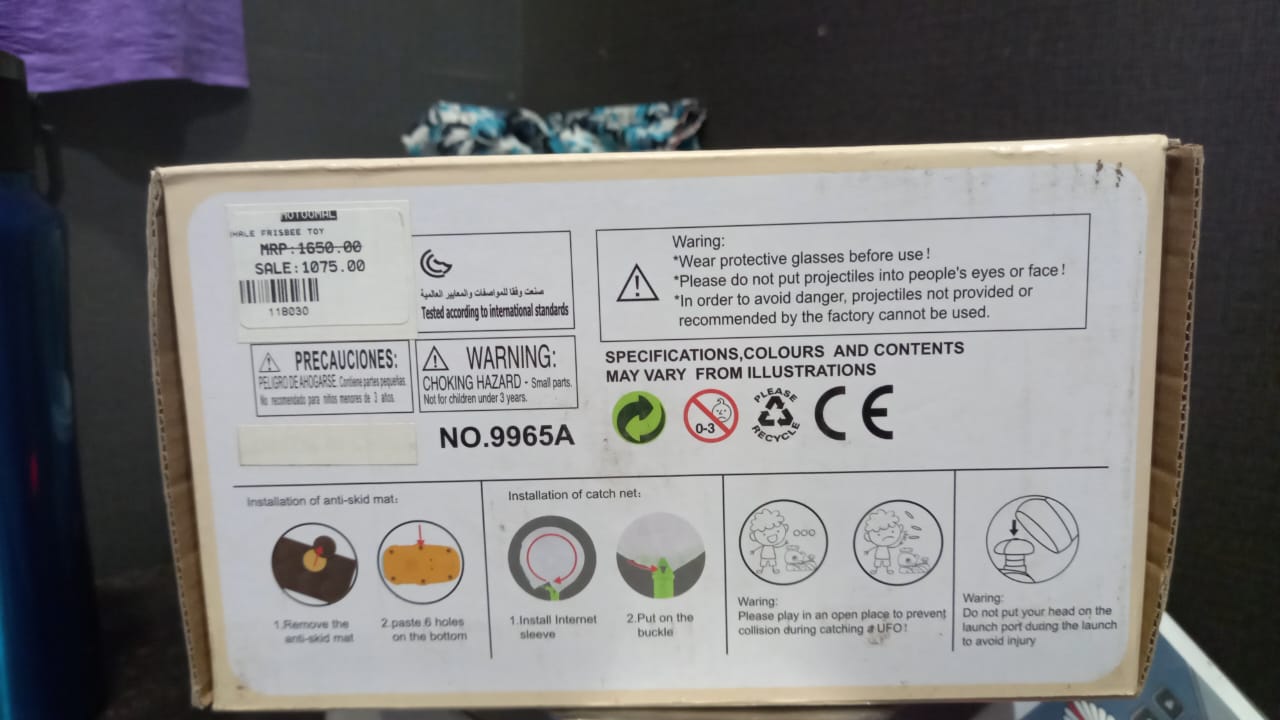 MOTOOMAL
HALE FRISBEE TOY
MRP:1650.00
SALE:1075.00
118030
صنعت وفقا للمواصفات والمعايير العالمية
Tested according to international standards
Waring:
*Wear protective glasses before use!
*Please do not put projectiles into people's eyes or face!
*In order to avoid danger, projectiles not provided or
recommended by the factory cannot be used.
PRECAUCIONES:
PELIGRO DE AHOGARSE. Contiene partes pequeñas.
No recomendado para niños menores de 3 años.
WARNING:
CHOKING HAZARD - Small parts.
Not for children under 3 years.
SPECIFICATIONS,COLOURS AND CONTENTS
MAY VARY FROM ILLUSTRATIONS
NO.9965A
0-3
PLEASE
RECYCLE
CE
Installation of anti-skid mat:
1.Remove the
anti-skid mat
2.paste 6 holes
on the bottom
Installation of catch net:
1.Install Internet
sleeve
2.Put on the
buckle
Waring:
Please play in an open place to prevent
collision during catching a UFO!
Waring:
Do not put your head on the
launch port during the launch
to avoid injury